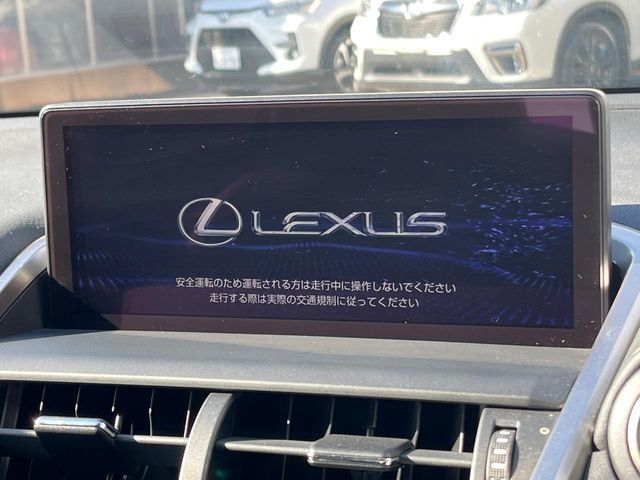 LEXUS
安全運転のため運転される方は走行中に操作しないでください
走行する際は実際の交通規制に従ってください